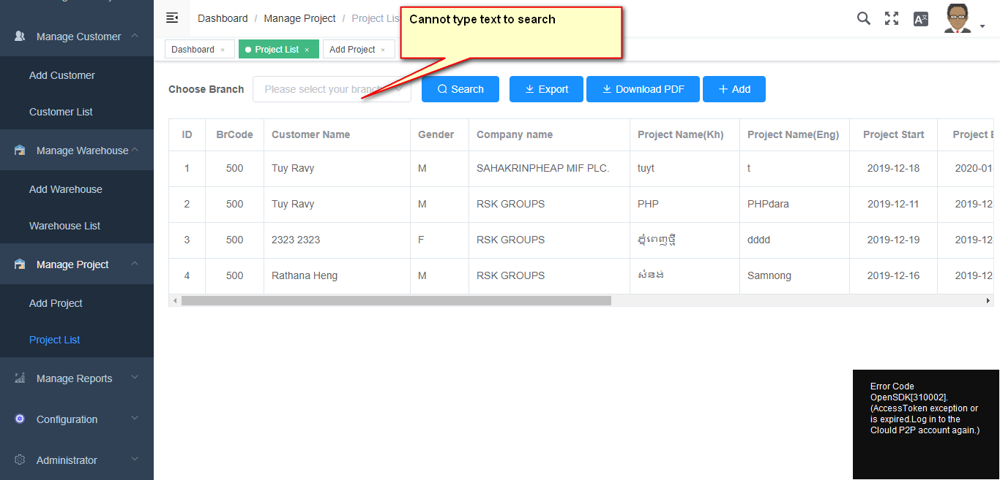 Manage Customer
Add Customer
Customer List
Manage Warehouse
Add Warehouse
Warehouse List
Manage Project
Add Project
Project List
Manage Reports
Configuration
Administrator
Dashboard / Manage Project / Project Lis
Cannot type text to search
Dashboard × Project List × Add Project ×
Choose Branch Please select your branch Search Export Download PDF Add
ID BrCode Customer Name Gender Company name Project Name(Kh) Project Name(Eng) Project Start Project E
1 500 Tuy Ravy M SAHAKRINPHEAP MIF PLC. tuyt t 2019-12-18 2020-01-
2 500 Tuy Ravy M RSK GROUPS PHP PHPdara 2019-12-11 2019-12-
3 500 2323 2323 F RSK GROUPS ភ្នំពេញថ្មី dddd 2019-12-19 2019-12-
4 500 Rathana Heng M RSK GROUPS សំនង់ Samnong 2019-12-16 2019-12-
Error Code
OpenSDK[310002].
(AccessToken exception or
is expired.Log in to the
Clould P2P account again.)